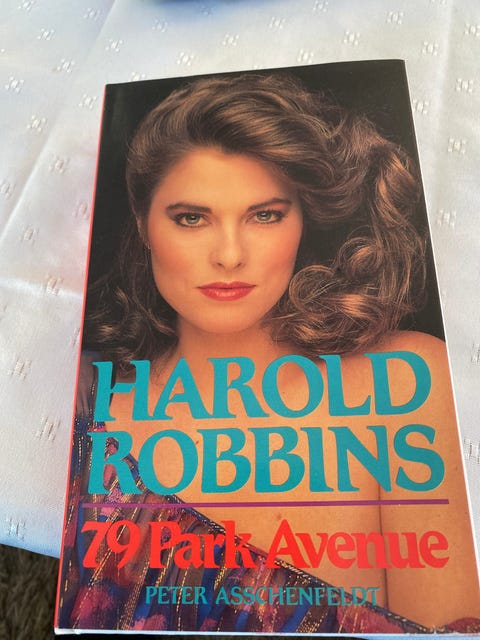 HAROLD
ROBBINS
79 Park Avenue
PETER ASSCHENFELDT